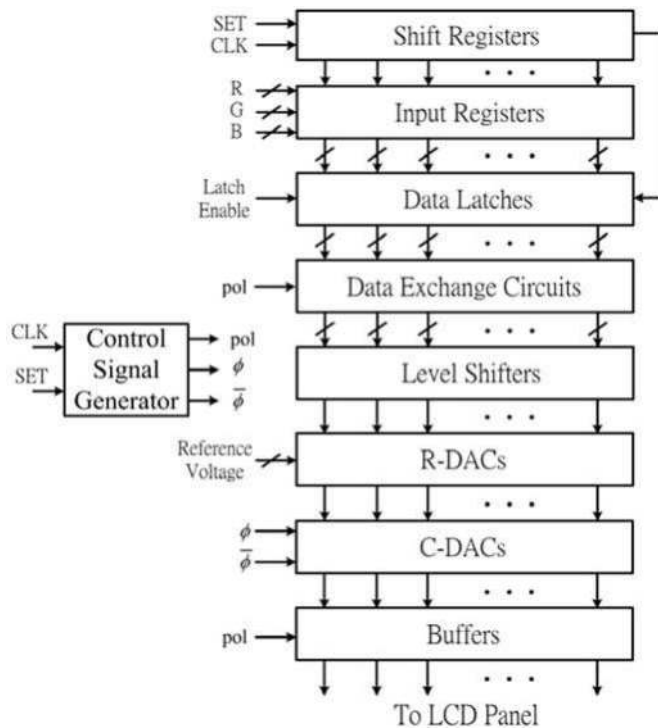 SET
CLK
Shift Registers
R
G
B
Input Registers
Latch
Enable
Data Latches
pol
Data Exchange Circuits
CLK
SET
Control
Signal
Generator
pol
ϕ
ϕ̅
Level Shifters
Reference
Voltage
R-DACs
ϕ
ϕ̅
C-DACs
pol
Buffers
To LCD Panel